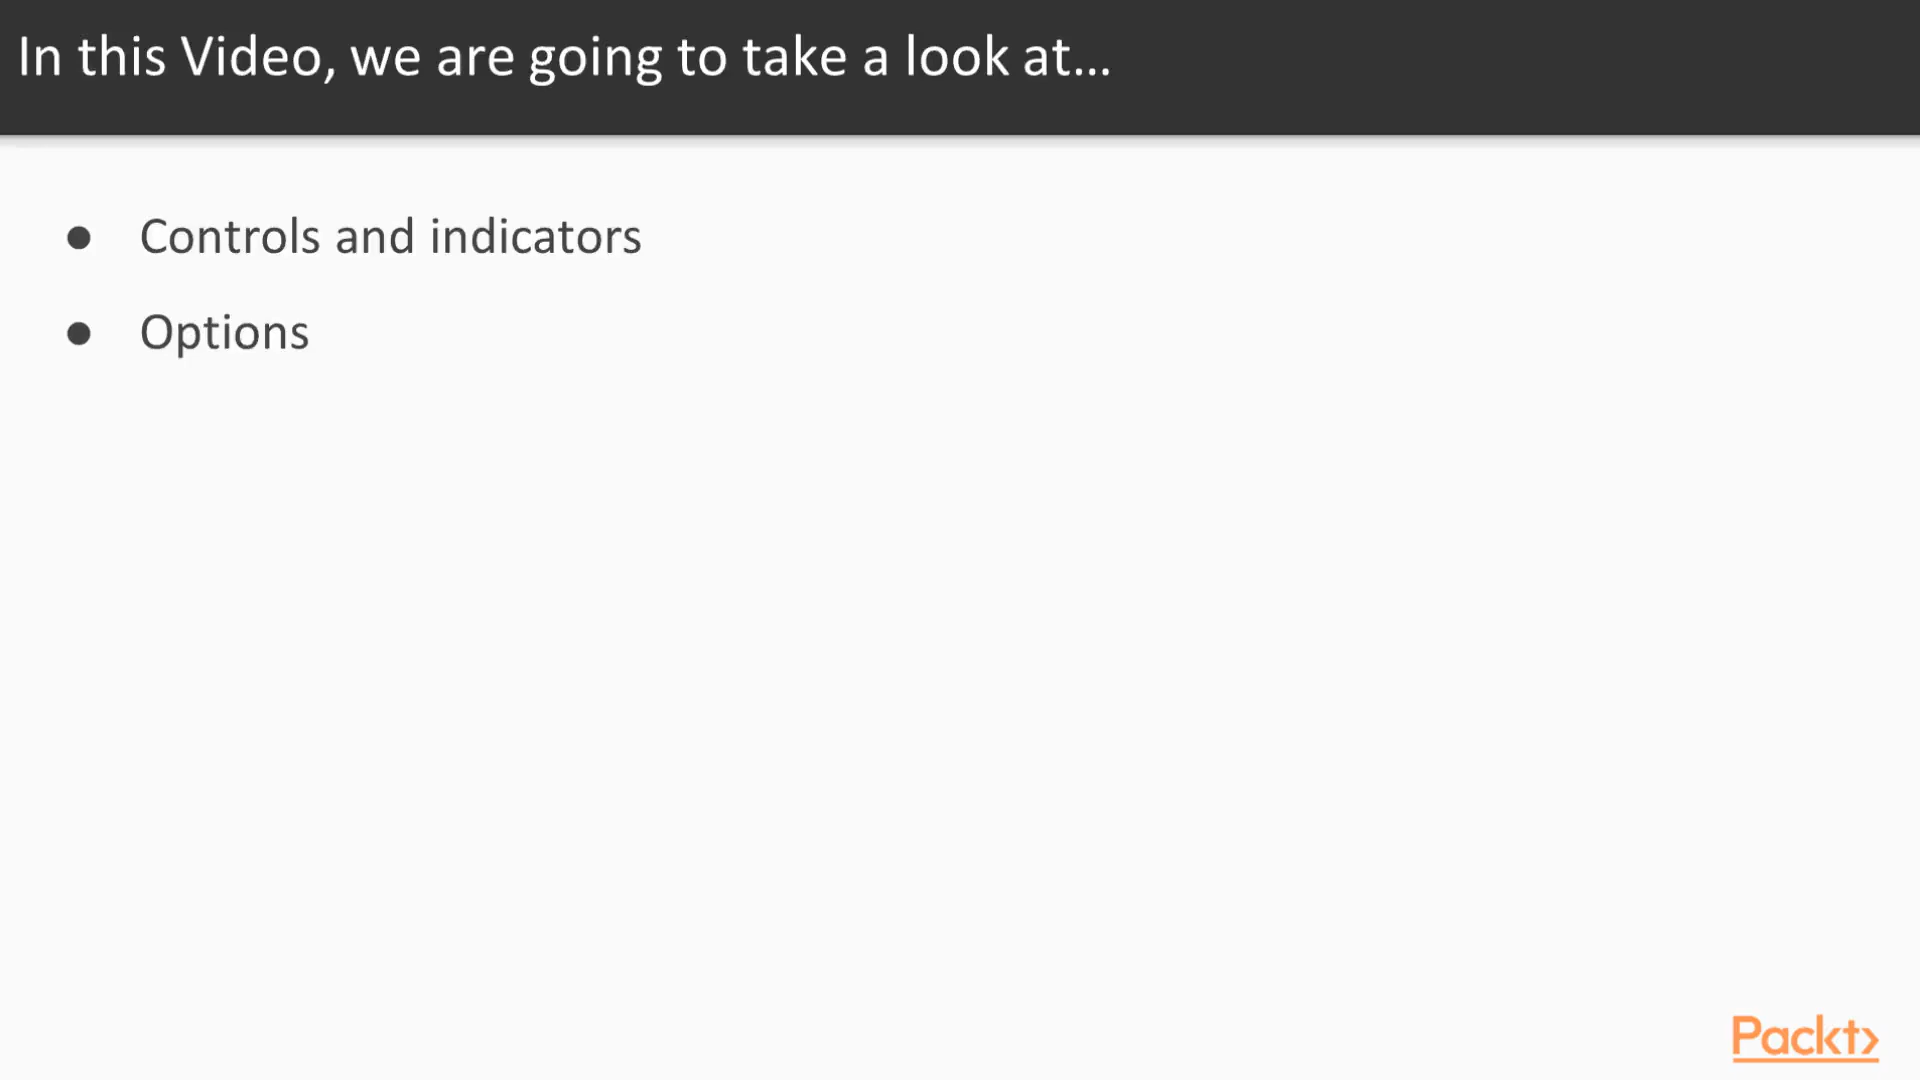 In this Video, we are going to take a look at...
● Controls and indicators
● Options
Packt>